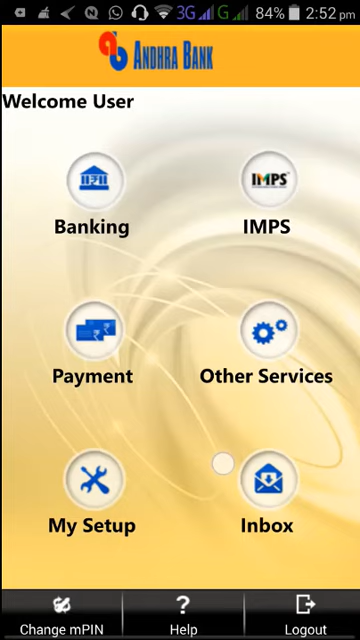 3G G 84% 2:52 PM
ANDHRA BANK
Welcome User
IMPS
Banking IMPS
Payment Other Services
My Setup Inbox
Change mPIN Help Logout